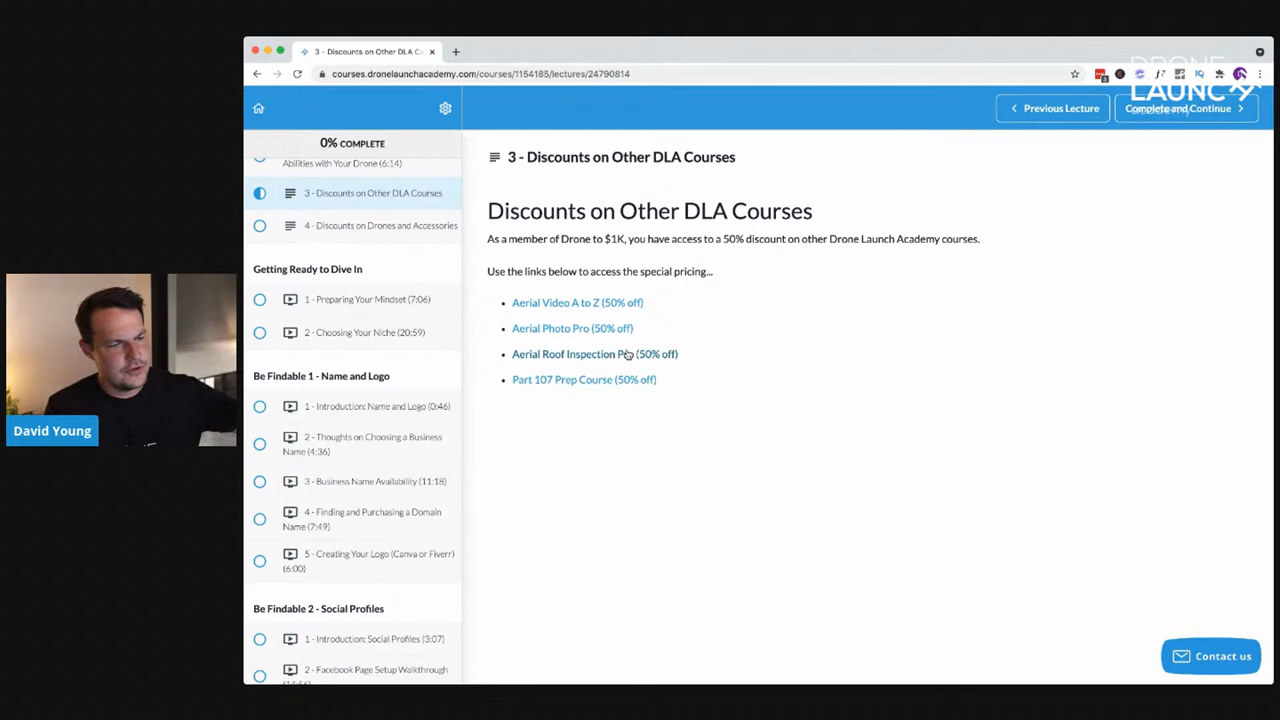 3 - Discounts on Other DLA C
courses.dronelaunchacademy.com/courses/1154185/lectures/24790814
DRONE
LAUNCH
Previous Lecture
Complete and Continue
0% COMPLETE
Abilities with Your Drone (6:14)
3 - Discounts on Other DLA Courses
4 - Discounts on Drones and Accessories
Getting Ready to Dive In
1 - Preparing Your Mindset (7:06)
2 - Choosing Your Niche (20:59)
Be Findable 1 - Name and Logo
1 - Introduction: Name and Logo (0:46)
2 - Thoughts on Choosing a Business
Name (4:36)
3 - Business Name Availability (11:18)
4 - Finding and Purchasing a Domain
Name (7:49)
5 - Creating Your Logo (Canva or Fiverr)
(6:00)
Be Findable 2 - Social Profiles
1 - Introduction: Social Profiles (3:07)
2 - Facebook Page Setup Walkthrough
3 - Discounts on Other DLA Courses
Discounts on Other DLA Courses
As a member of Drone to $1K, you have access to a 50% discount on other Drone Launch Academy courses.
Use the links below to access the special pricing...
Aerial Video A to Z (50% off)
Aerial Photo Pro (50% off)
Aerial Roof Inspection Pro (50% off)
Part 107 Prep Course (50% off)
Contact us
David Young